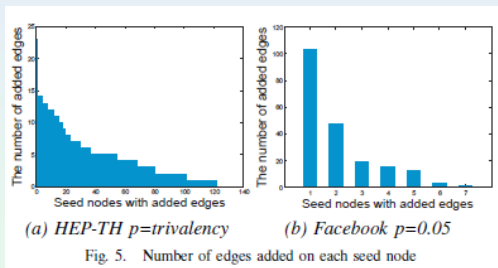 The number of added edges
25
20
15
10
5
0
0 20 40 60 80 100 120 140
Seed nodes with added edges
(a) HEP-TH p=trivalency
The number of added edges
120
100
80
60
40
20
0
1 2 3 4 5 6 7
Seed nodes with added edges
(b) Facebook p=0.05
Fig. 5. Number of edges added on each seed node